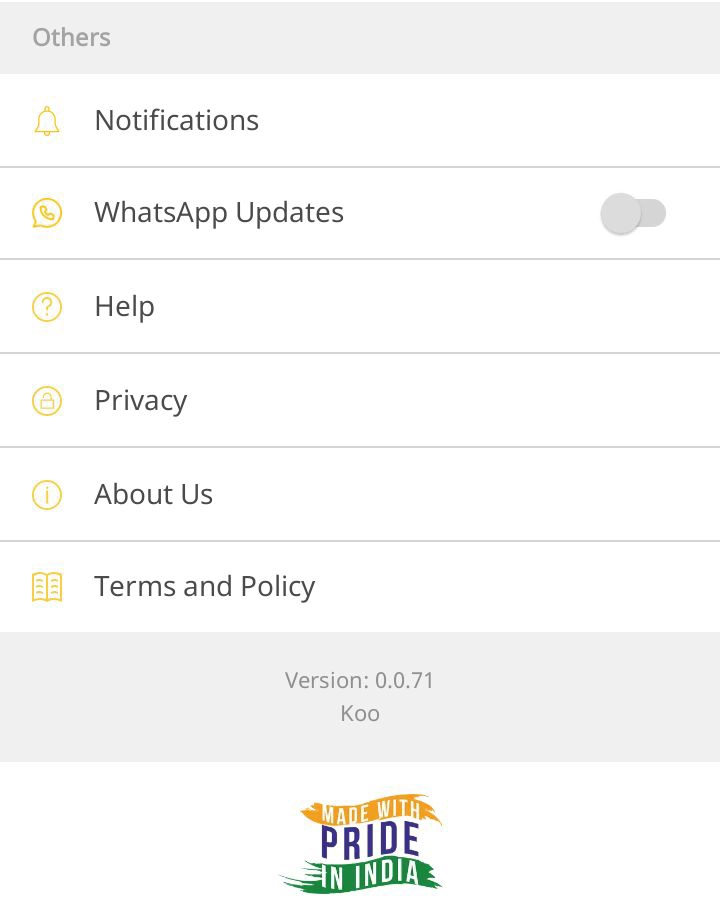 Others
Notifications
WhatsApp Updates
Help
Privacy
About Us
Terms and Policy
Version: 0.0.71
Koo
MADE WITH
PRIDE
IN INDIA